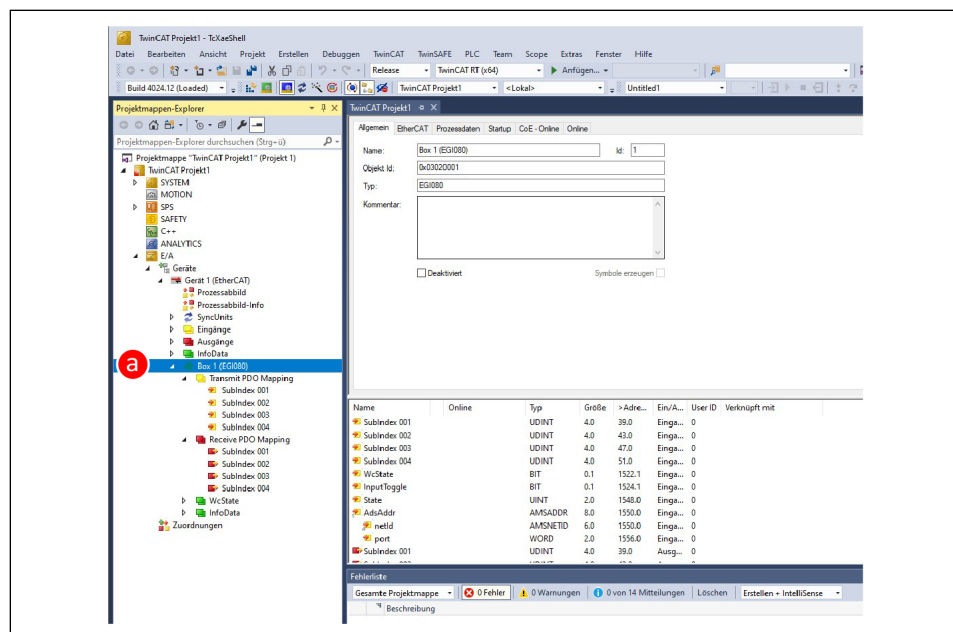 TwinCAT Projekt1 - TcXaeShell
Datei Bearbeiten Ansicht Projekt Erstellen Debuggen TwinCAT TwinSAFE PLC Team Scope Extras Fenster Hilfe
Release TwinCAT RT (x64) Anfügen...
Build 4024.12 (Loaded) TwinCAT Projekt1 <Lokal> Untitled1
Projektmappen-Explorer
Projektmappen-Explorer durchsuchen (Strg+ü)
Projektmappe "TwinCAT Projekt1" (Projekt 1)
TwinCAT Projekt1
SYSTEM
MOTION
SPS
SAFETY
C++
ANALYTICS
E/A
Geräte
Gerät 1 (EtherCAT)
Prozessabbild
Prozessabbild-Info
SyncUnits
Eingänge
Ausgänge
InfoData
a
Box 1 (EGI080)
Transmit PDO Mapping
SubIndex 001
SubIndex 002
SubIndex 003
SubIndex 004
Receive PDO Mapping
SubIndex 001
SubIndex 002
SubIndex 003
SubIndex 004
WcState
InfoData
Zuordnungen
TwinCAT Projekt1
Allgemein EtherCAT Prozessdaten Startup CoE - Online Online
Name: Box 1 (EGI080) Id: 1
Objekt Id: 0x03020001
Typ: EGI080
Kommentar:
Deaktiviert Symbole erzeugen
Name Online Typ Größe >Adre... Ein/A... User ID Verknüpft mit
SubIndex 001 UDINT 4.0 39.0 Einga... 0
SubIndex 002 UDINT 4.0 43.0 Einga... 0
SubIndex 003 UDINT 4.0 47.0 Einga... 0
SubIndex 004 UDINT 4.0 51.0 Einga... 0
WcState BIT 0.1 1522.1 Einga... 0
InputToggle BIT 0.1 1524.1 Einga... 0
State UINT 2.0 1548.0 Einga... 0
AdsAddr AMSADDR 8.0 1550.0 Einga... 0
netId AMSNETID 6.0 1550.0 Einga... 0
port WORD 2.0 1556.0 Einga... 0
SubIndex 001 UDINT 4.0 39.0 Ausg... 0
Fehlerliste
Gesamte Projektmappe 0 Fehler 0 Warnungen 0 von 14 Mitteilungen Löschen Erstellen + IntelliSense
Beschreibung